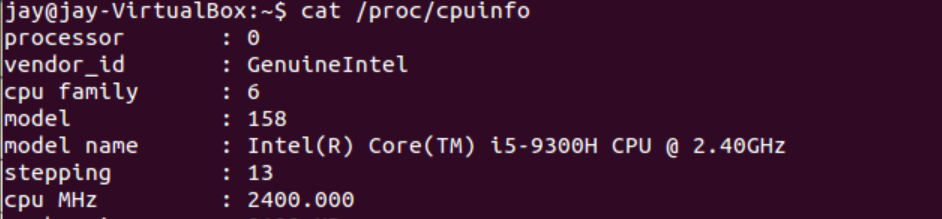 jay@jay-VirtualBox:~$ cat /proc/cpuinfo
processor : 0
vendor_id : GenuineIntel
cpu family : 6
model : 158
model name : Intel(R) Core(TM) i5-9300H CPU @ 2.40GHz
stepping : 13
cpu MHz : 2400.000